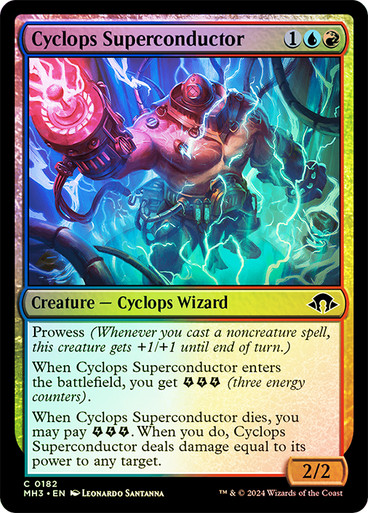 Cyclops Superconductor 1
Creature — Cyclops Wizard
Prowess (Whenever you cast a noncreature spell,
this creature gets +1/+1 until end of turn.)
When Cyclops Superconductor enters
the battlefield, you get (three energy
counters).
When Cyclops Superconductor dies, you
may pay . When you do, Cyclops
Superconductor deals damage equal to its
power to any target.
2/2
C 0182
MH3 • EN Leonardo Santanna
™ & © 2024 Wizards of the Coast